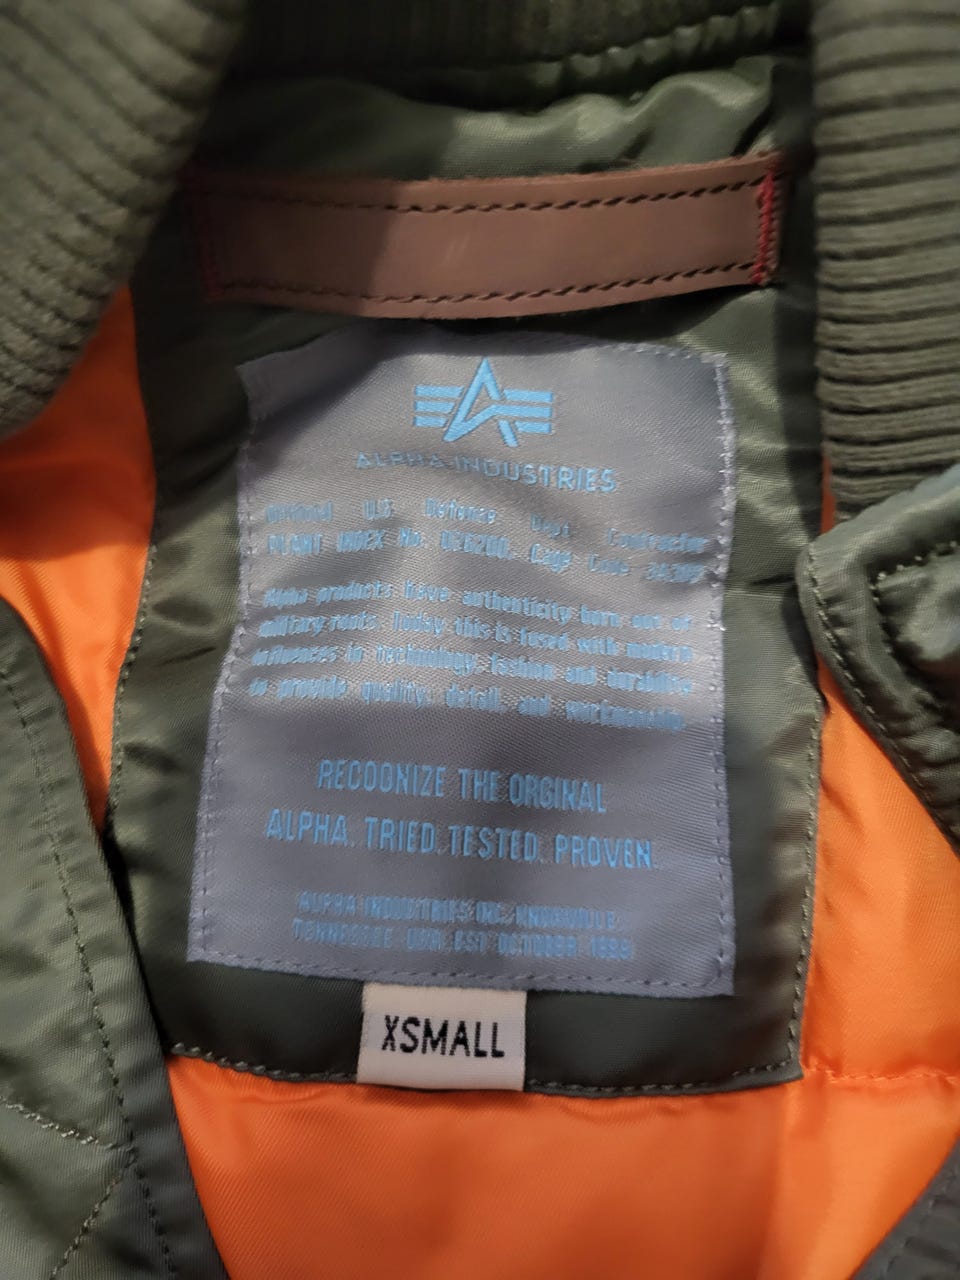 ALPHA INDUSTRIES
U.S. Defense Dept. Contractor
PLANT INDEX No. Cage Code
Alpha products have authenticity born out of
military roots. Today this is fused with modern
influences in technology, fashion and durability
to provide quality, detail, and workmanship.
RECOGNIZE THE ORGINAL
ALPHA. TRIED. TESTED. PROVEN.
ALPHA INDUSTRIES INC. KNOXVILLE,
TENNESSEE EST OCTOBER
XSMALL